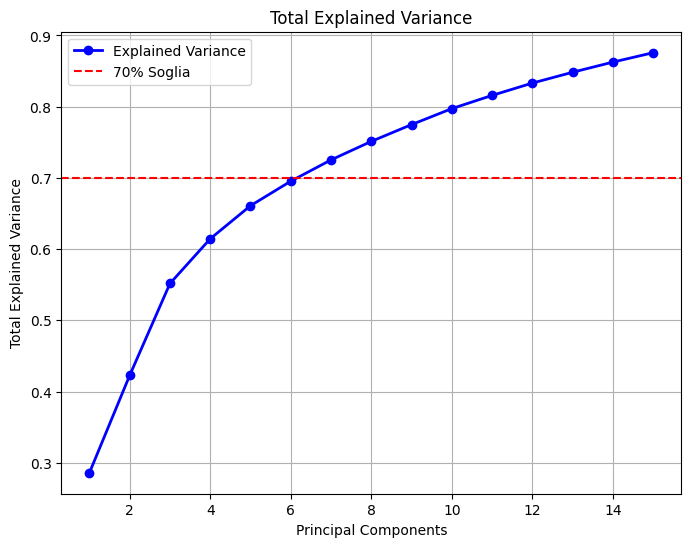 Total Explained Variance
Explained Variance
70% Soglia
0.9
0.8
0.7
0.6
0.5
0.4
0.3
Total Explained Variance
2 4 6 8 10 12 14
Principal Components